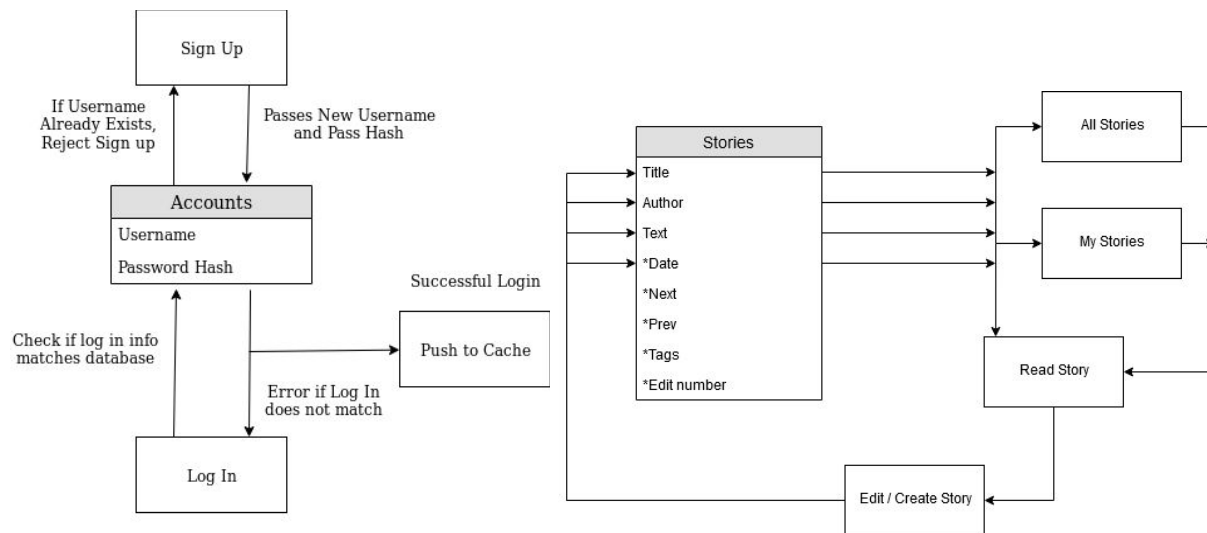 Sign Up
If Username
Already Exists,
Reject Sign up
Passes New Username
and Pass Hash
Accounts
Username
Password Hash
Check if log in info
matches database
Successful Login
Push to Cache
Error if Log In
does not match
Log In
Stories
Title
Author
Text
*Date
*Next
*Prev
*Tags
*Edit number
All Stories
My Stories
Read Story
Edit / Create Story